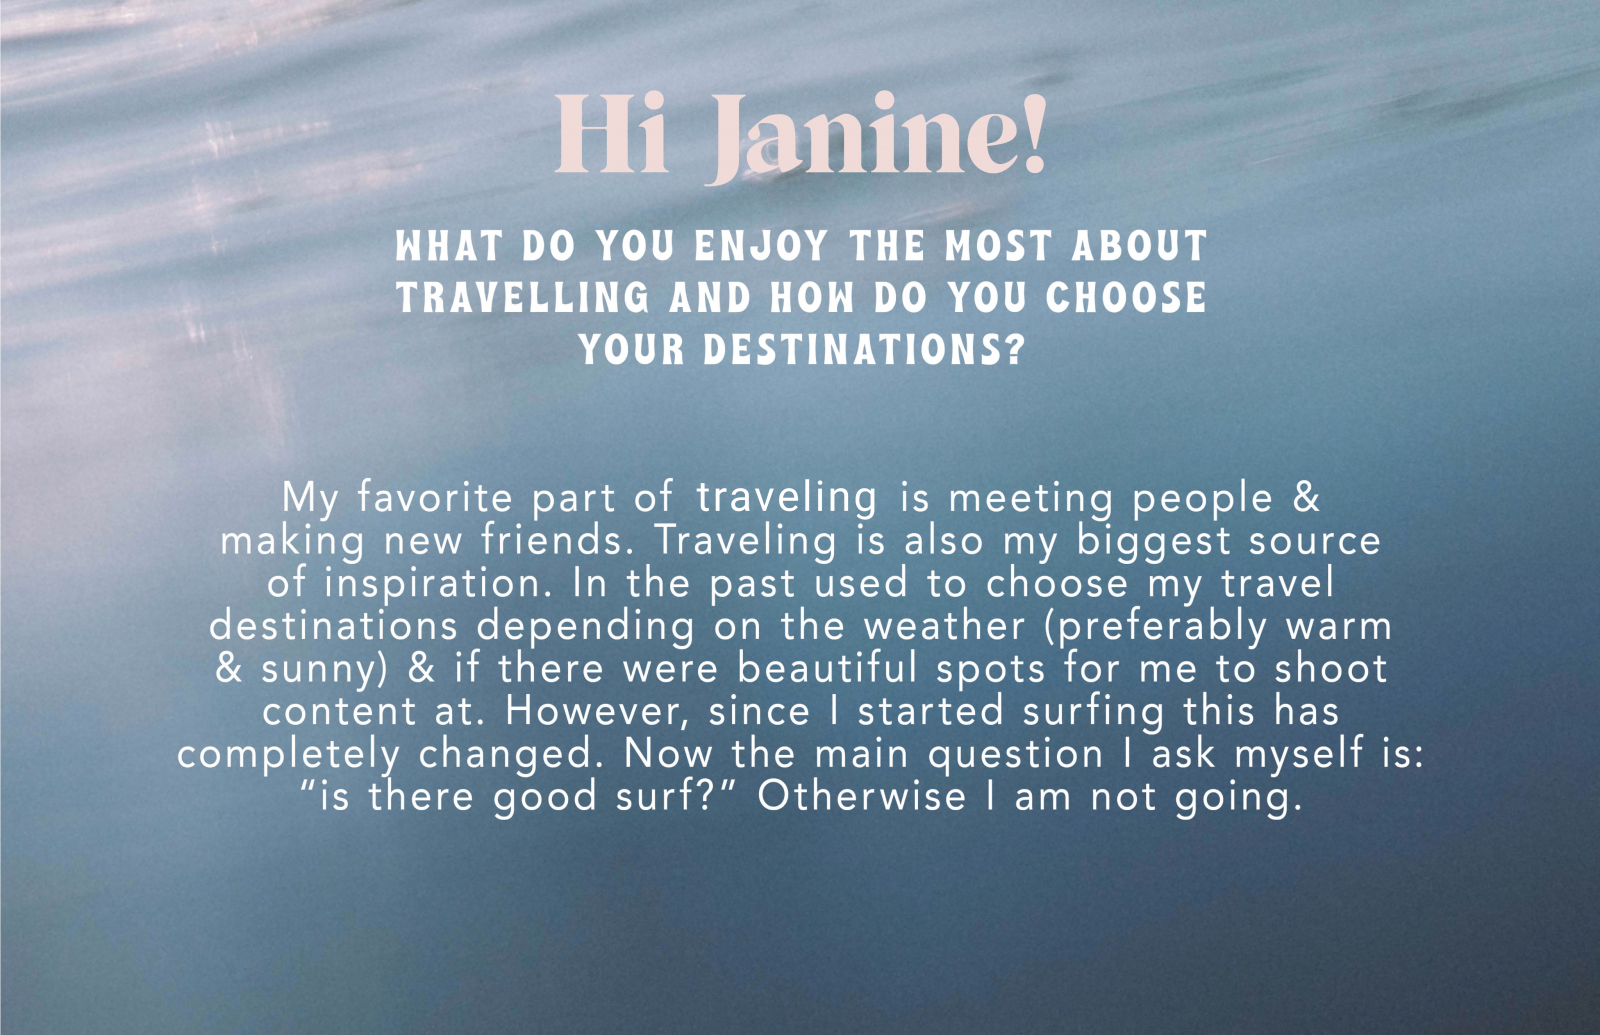 Hi Janine!
WHAT DO YOU ENJOY THE MOST ABOUT
TRAVELLING AND HOW DO YOU CHOOSE
YOUR DESTINATIONS?
My favorite part of traveling is meeting people &
making new friends. Traveling is also my biggest source
of inspiration. In the past used to choose my travel
destinations depending on the weather (preferably warm
& sunny) & if there were beautiful spots for me to shoot
content at. However, since I started surfing this has
completely changed. Now the main question I ask myself is:
“is there good surf?” Otherwise I am not going.